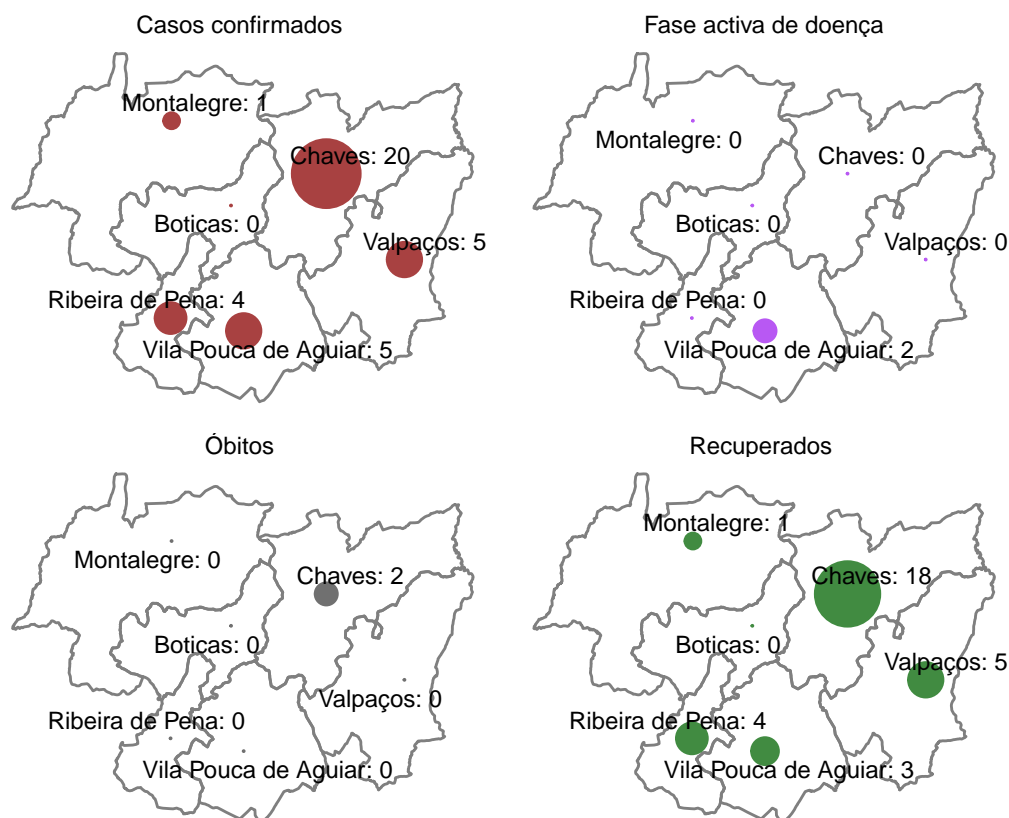 Casos confirmados
Montalegre: 1
Chaves: 20
Boticas: 0
Valpaços: 5
Ribeira de Pena: 4
Vila Pouca de Aguiar: 5
Fase activa de doença
Montalegre: 0
Chaves: 0
Boticas: 0
Valpaços: 0
Ribeira de Pena: 0
Vila Pouca de Aguiar: 2
Óbitos
Montalegre: 0
Chaves: 2
Boticas: 0
Valpaços: 0
Ribeira de Pena: 0
Vila Pouca de Aguiar: 0
Recuperados
Montalegre: 1
Chaves: 18
Boticas: 0
Valpaços: 5
Ribeira de Pena: 4
Vila Pouca de Aguiar: 3